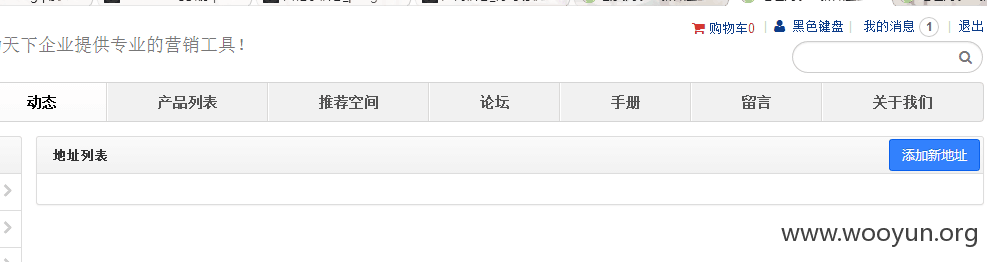 购物车0 | 黑色键盘 | 我的消息 1 | 退出
天下企业提供专业的营销工具！
动态 产品列表 推荐空间 论坛 手册 留言 关于我们
地址列表 添加新地址
www.wooyun.org